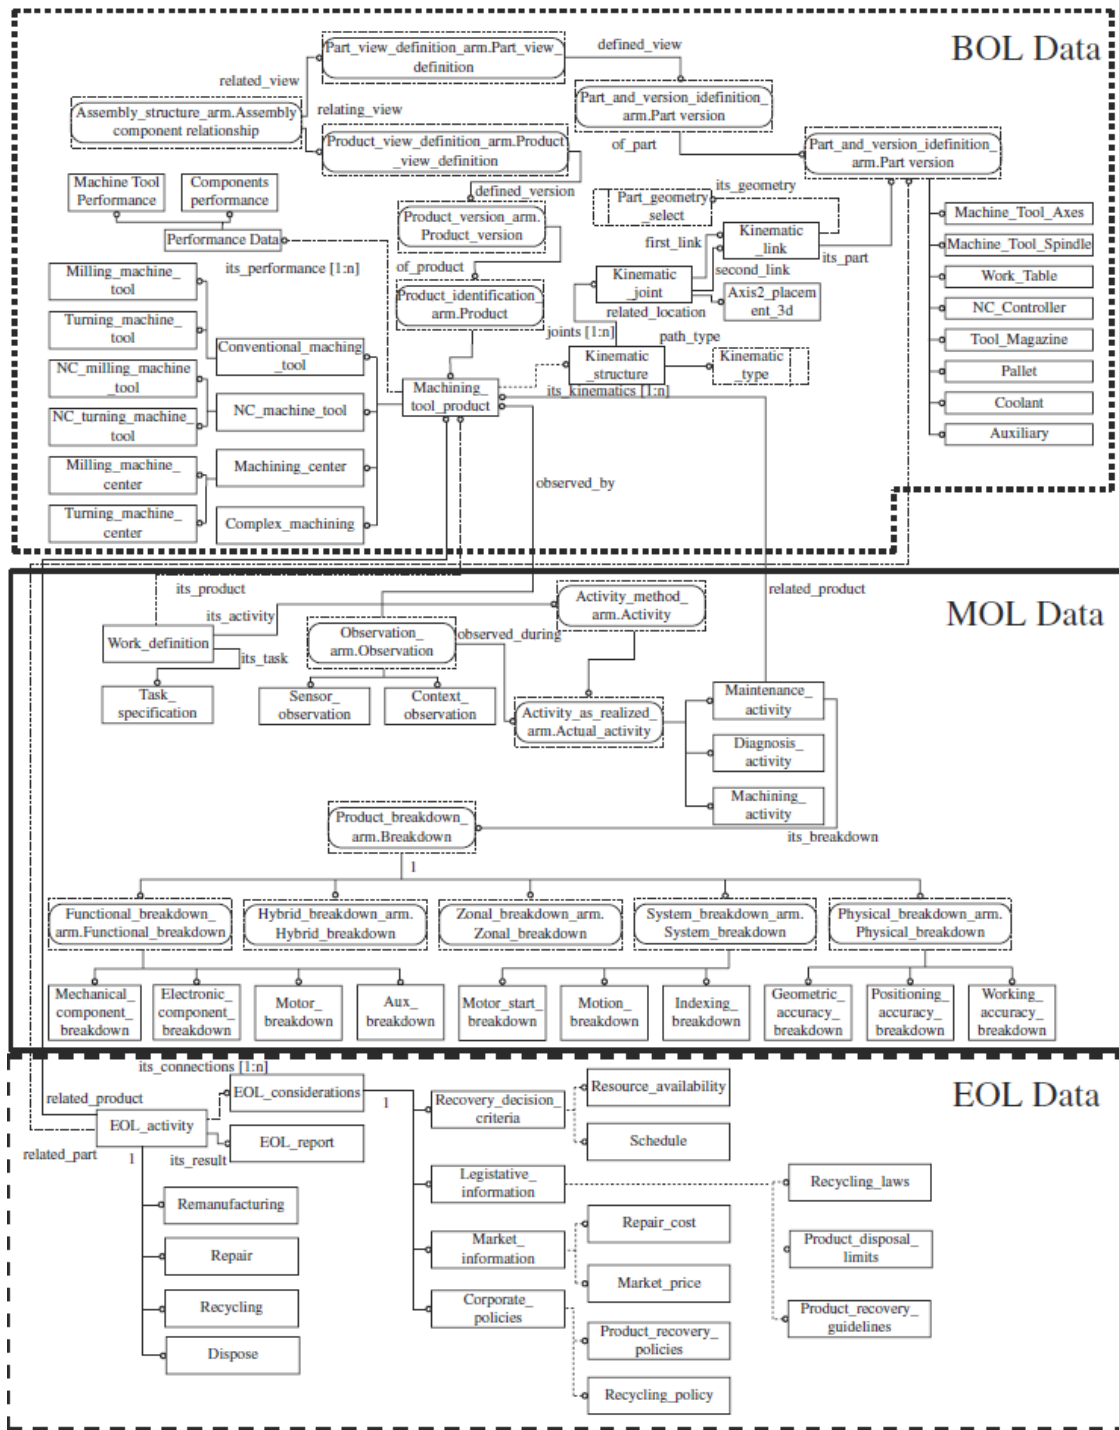 BOL Data
Part_view_definition_arm.Part_view_
definition
defined_view
related_view
Assembly_structure_arm.Assembly
component relationship
relating_view
Part_and_version_idefinition_
arm.Part version
Product_view_definition_arm.Product
_view_definition
of_part
Part_and_version_idefinition_
arm.Part version
Machine Tool
Performance
Components
performance
defined_version
its_geometry
Part_geometry
_select
Product_version_arm.
Product_version
Machine_Tool_Axes
Performance Data
first_link
Kinematic
_link
Machine_Tool_Spindle
its_performance [1:n]
of_product
second_link
its_part
Milling_machine_
tool
Kinematic
_joint
Work_Table
Product_identification_
arm.Product
related_location
Axis2_placem
ent_3d
NC_Controller
Turning_machine_
tool
joints [1:n]
path_type
Tool_Magazine
Conventional_maching
_tool
Kinematic
_structure
Kinematic
_type
NC_milling_machine
_tool
Machining_
tool_product
its_kinematics [1:n]
Pallet
NC_machine_tool
Coolant
NC_turning_machine_
tool
Auxiliary
Milling_machine_
center
Machining_center
observed_by
Turning_machine_
center
Complex_machining
MOL Data
its_product
Activity_method_
arm.Activity
related_product
its_activity
Work_definition
Observation_
arm.Observation
observed_during
its_task
Task_
specification
Sensor_
observation
Context_
observation
Activity_as_realized_
arm.Actual_activity
Maintenance_
activity
Diagnosis_
activity
Machining_
activity
Product_breakdown_
arm.Breakdown
its_breakdown
1
Functional_breakdown_
arm.Functional_breakdown
Hybrid_breakdown_arm.
Hybrid_breakdown
Zonal_breakdown_arm.
Zonal_breakdown
System_breakdown_arm.
System_breakdown
Physical_breakdown_arm.
Physical_breakdown
Mechanical_
component_
breakdown
Electronic_
component_
breakdown
Motor_
breakdown
Aux_
breakdown
Motor_start_
breakdown
Motion_
breakdown
Indexing_
breakdown
Geometric_
accuracy_
breakdown
Positioning_
accuracy_
breakdown
Working_
accuracy_
breakdown
EOL Data
its_connections [1:n]
EOL_considerations
1
related_product
EOL_activity
EOL_report
related_part
1
its_result
Recovery_decision_
criteria
Resource_availability
Schedule
Remanufacturing
Legistative_
information
Recycling_laws
Repair
Market_
information
Repair_cost
Product_disposal_
limits
Recycling
Market_price
Corporate_
policies
Product_recovery_
guidelines
Dispose
Product_recovery_
policies
Recycling_policy